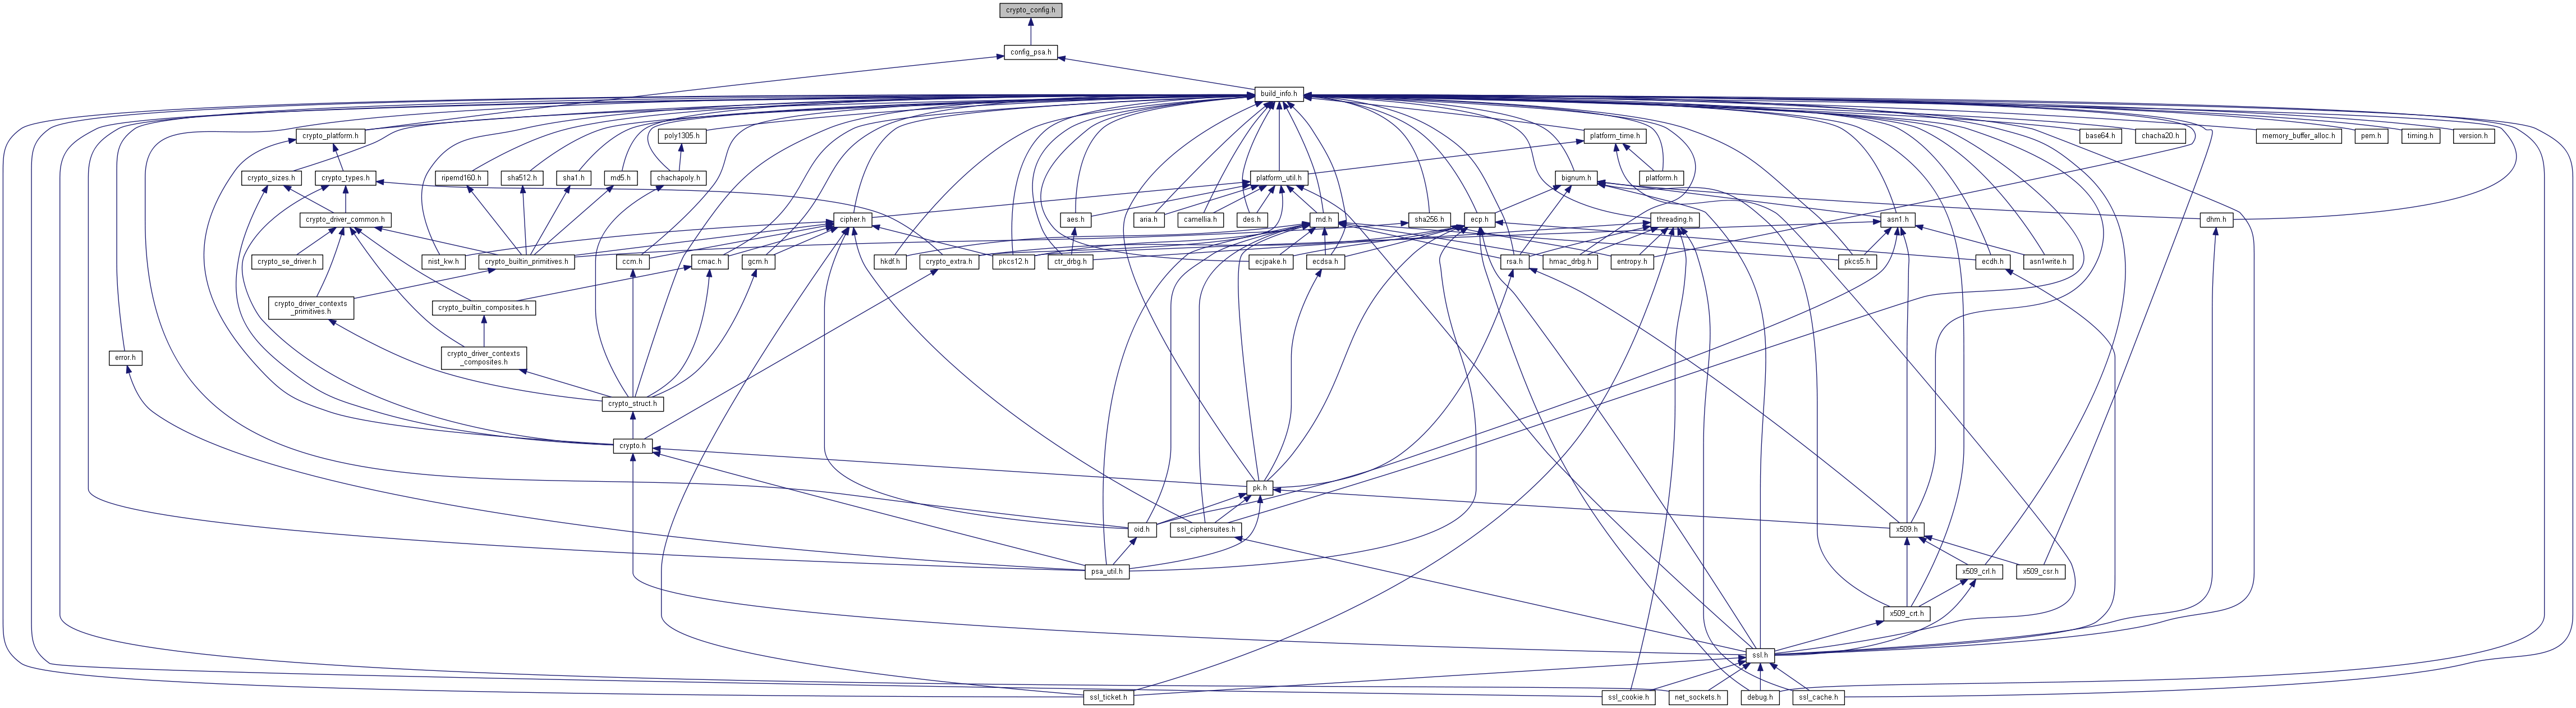 crypto_config.h
config_psa.h
build_info.h
crypto_platform.h
poly1305.h
platform_time.h
base64.h
chacha20.h
memory_buffer_alloc.h
pem.h
timing.h
version.h
crypto_sizes.h
crypto_types.h
ripemd160.h
sha512.h
sha1.h
md5.h
chachapoly.h
platform_util.h
bignum.h
platform.h
crypto_driver_common.h
cipher.h
aes.h
aria.h
camellia.h
des.h
md.h
sha256.h
ecp.h
threading.h
asn1.h
dhm.h
crypto_se_driver.h
nist_kw.h
crypto_builtin_primitives.h
ccm.h
cmac.h
gcm.h
hkdf.h
crypto_extra.h
pkcs12.h
ctr_drbg.h
ecjpake.h
ecdsa.h
rsa.h
hmac_drbg.h
entropy.h
pkcs5.h
ecdh.h
asn1write.h
crypto_driver_contexts
_primitives.h
crypto_builtin_composites.h
error.h
crypto_driver_contexts
_composites.h
crypto_struct.h
crypto.h
pk.h
oid.h
ssl_ciphersuites.h
x509.h
psa_util.h
x509_crl.h
x509_csr.h
x509_crt.h
ssl.h
ssl_ticket.h
ssl_cookie.h
net_sockets.h
debug.h
ssl_cache.h